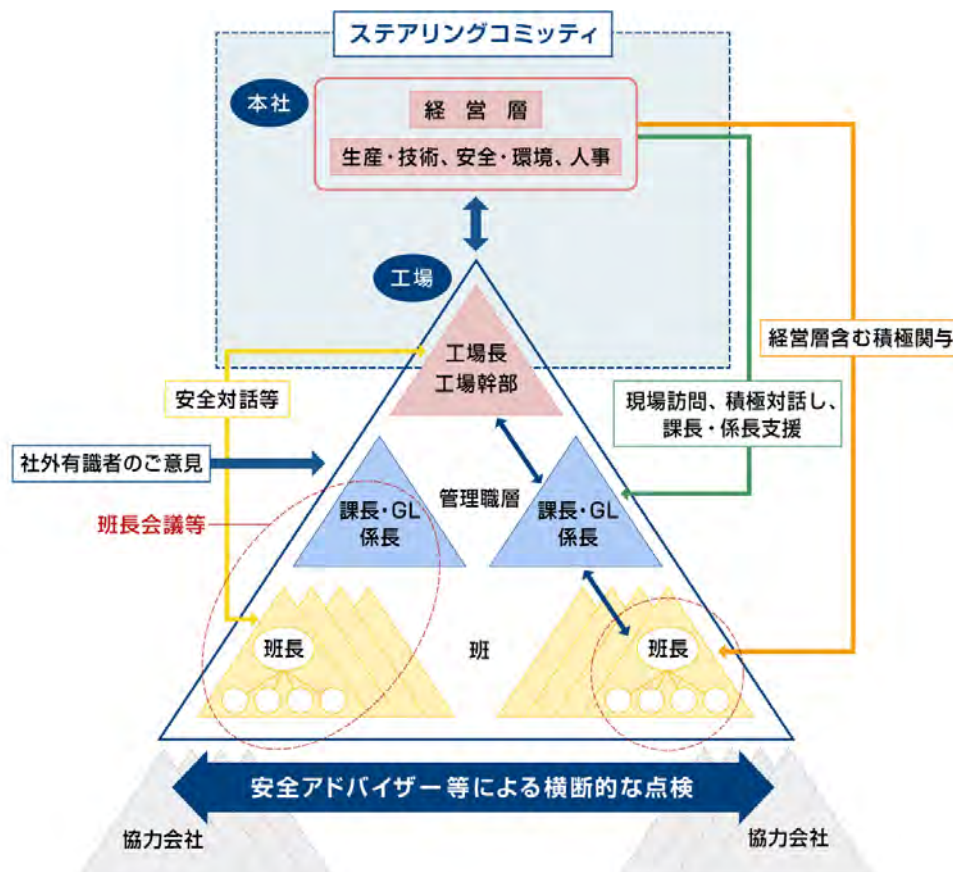 ステアリングコミッティ
本社
経 営 層
生産・技術、安全・環境、人事
工場
工場長
工場幹部
経営層含む積極関与
安全対話等
現場訪問、積極対話し、
課長・係長支援
社外有識者のご意見
管理職層
班長会議等
課長・GL
係長
課長・GL
係長
班長
班
班長
安全アドバイザー等による横断的な点検
協力会社
協力会社